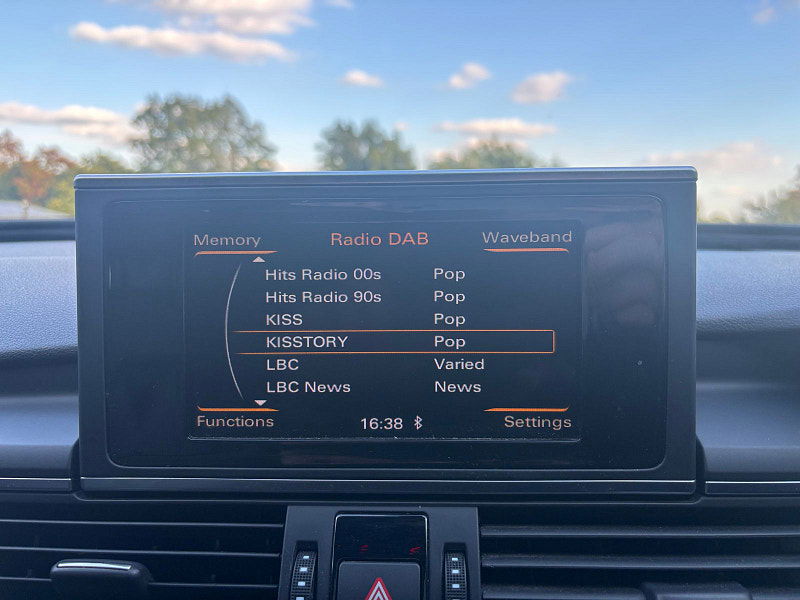 Memory Radio DAB Waveband
Hits Radio 00s Pop
Hits Radio 90s Pop
KISS Pop
KISSTORY Pop
LBC Varied
LBC News News
Functions 16:38 Settings